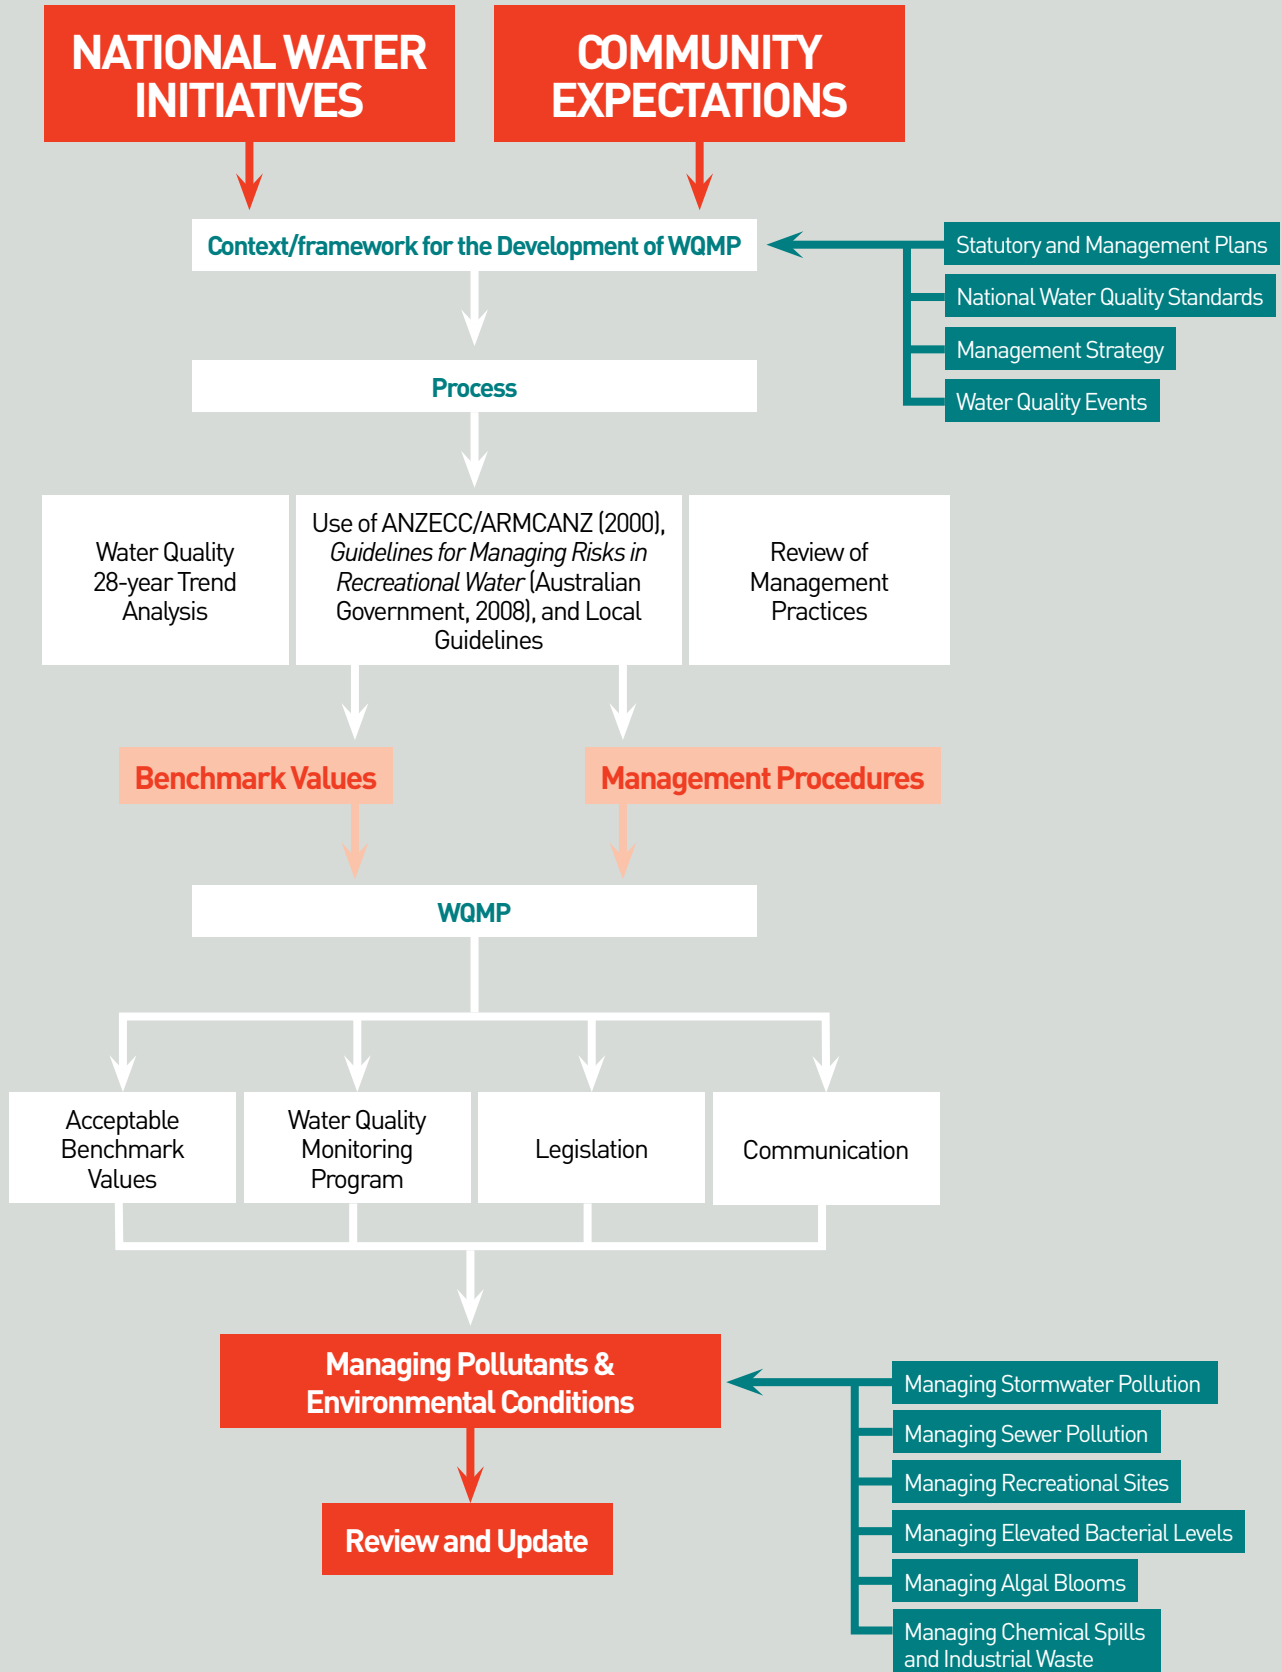 NATIONAL WATER
INITIATIVES
COMMUNITY
EXPECTATIONS
Context/framework for the Development of WQMP
Statutory and Management Plans
National Water Quality Standards
Management Strategy
Water Quality Events
Process
Water Quality
28-year Trend
Analysis
Use of ANZECC/ARMCANZ (2000),
Guidelines for Managing Risks in
Recreational Water (Australian
Government, 2008), and Local
Guidelines
Review of
Management
Practices
Benchmark Values
Management Procedures
WQMP
Acceptable
Benchmark
Values
Water Quality
Monitoring
Program
Legislation
Communication
Managing Pollutants &
Environmental Conditions
Managing Stormwater Pollution
Managing Sewer Pollution
Managing Recreational Sites
Managing Elevated Bacterial Levels
Managing Algal Blooms
Managing Chemical Spills
and Industrial Waste
Review and Update